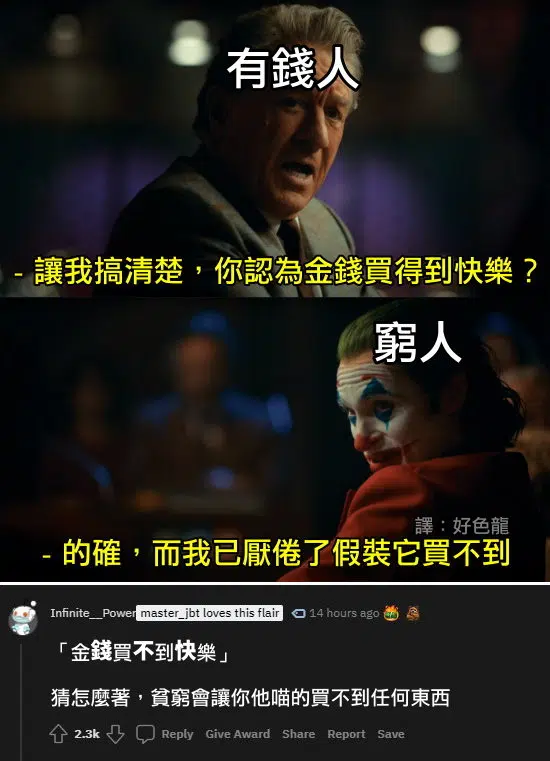 有錢人
- 讓我搞清楚，你認為金錢買得到快樂？
窮人
譯：好色龍
- 的確，而我已厭倦了假裝它買不到
Infinite__Power master_jbt loves this flair 14 hours ago
「金錢買不到快樂」
猜怎麼著，貧窮會讓你他喵的買不到任何東西
2.3k Reply Give Award Share Report Save